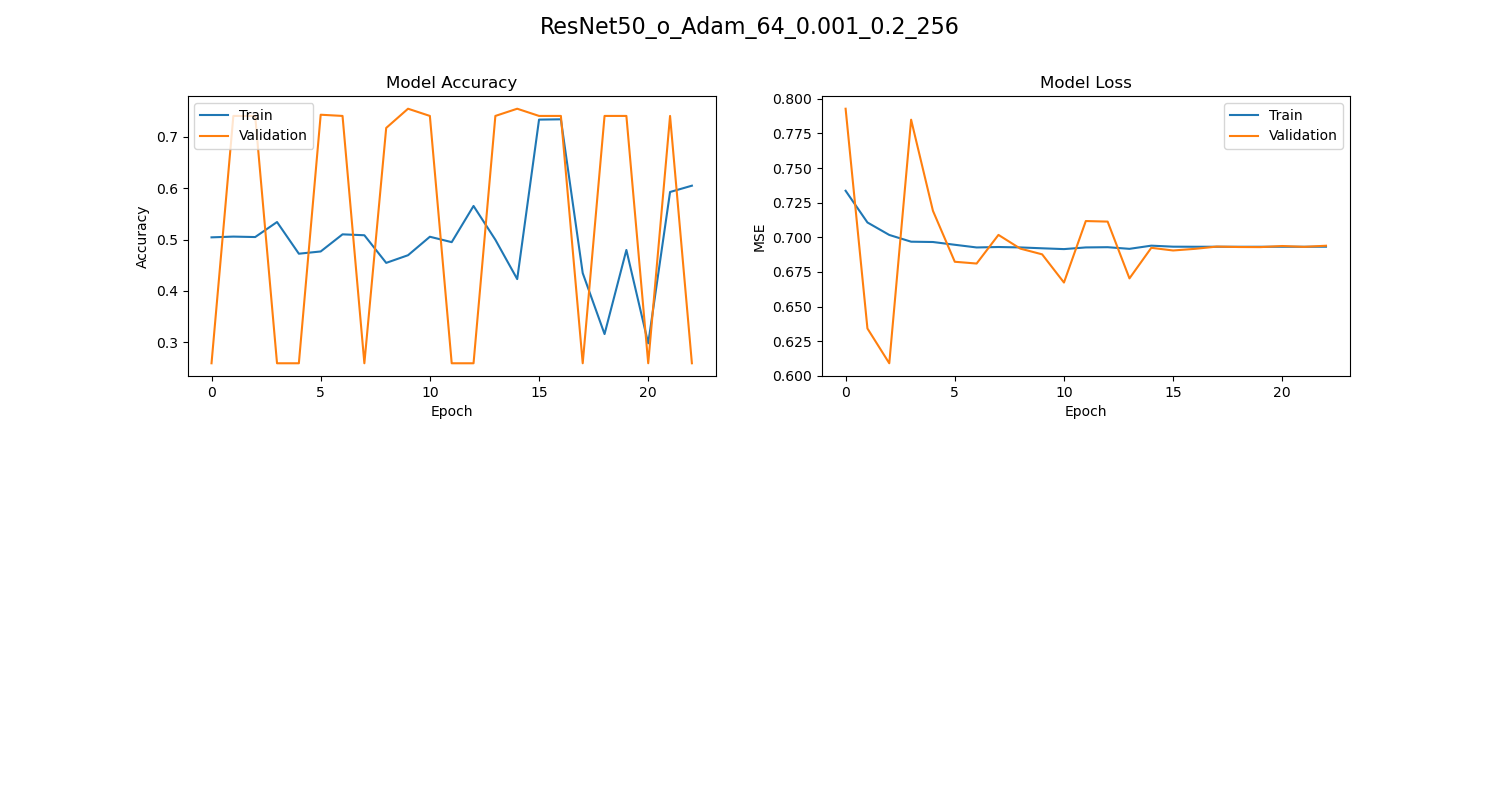 ResNet50_o_Adam_64_0.001_0.2_256
Model Accuracy
Train
Validation
0.7
0.6
0.5
0.4
0.3
Accuracy
0 5 10 15 20
Epoch
Model Loss
Train
Validation
0.800
0.775
0.750
0.725
0.700
0.675
0.650
0.625
0.600
MSE
0 5 10 15 20
Epoch